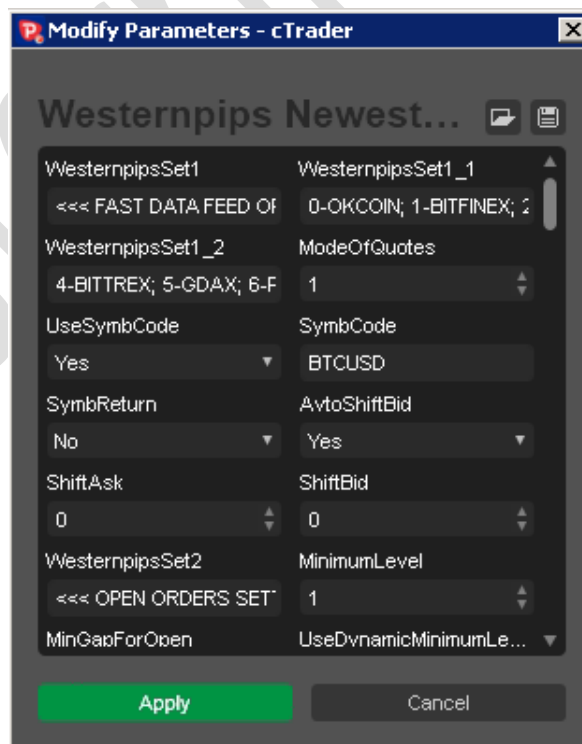 Modify Parameters - cTrader
Westernpips Newest...
WesternpipsSet1 WesternpipsSet1_1
<<< FAST DATA FEED OF 0-OKCOIN; 1-BITFINEX; 2
WesternpipsSet1_2 ModeOfQuotes
4-BITTREX; 5-GDAX; 6-F 1
UseSymbCode SymbCode
Yes BTCUSD
SymbReturn AvtoShiftBid
No Yes
ShiftAsk ShiftBid
0 0
WesternpipsSet2 MinimumLevel
<<< OPEN ORDERS SET 1
MinGapForOpen UseDynamicMinimumLe...
Apply Cancel